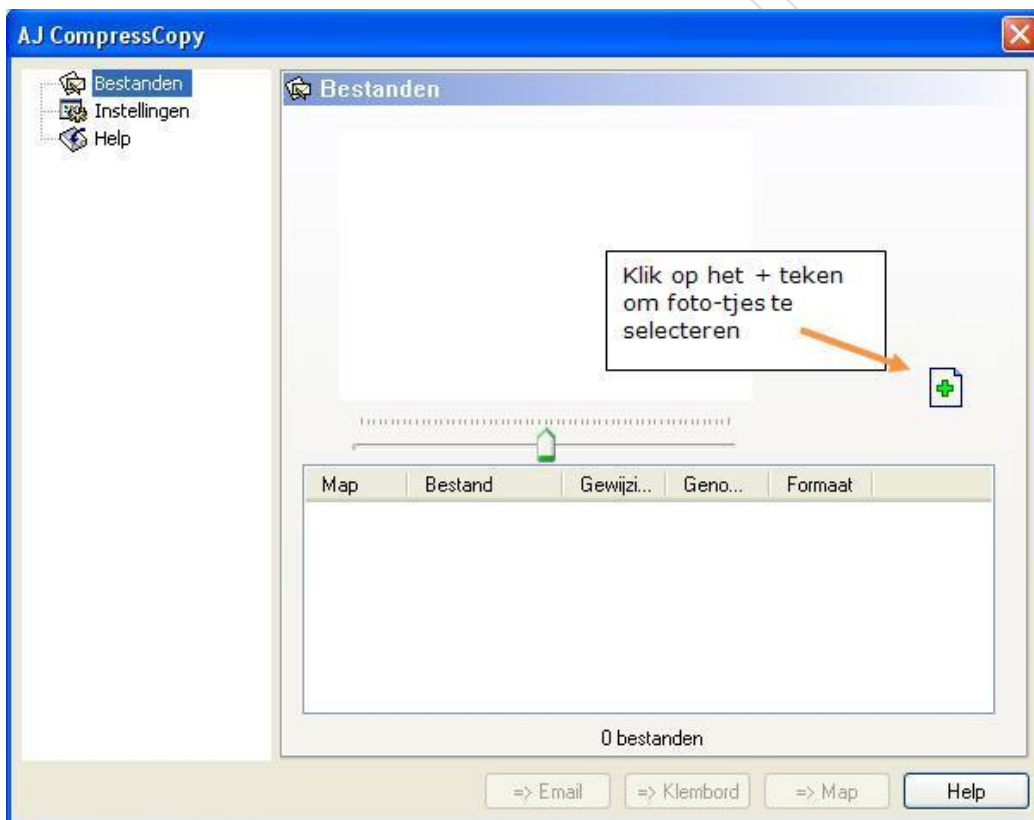 AJ CompressCopy
Bestanden
Instellingen
Help
Bestanden
Klik op het + teken
om foto-tjes te
selecteren
Map Bestand Gewijzi... Geno... Formaat
0 bestanden
=> Email => Klembord => Map Help